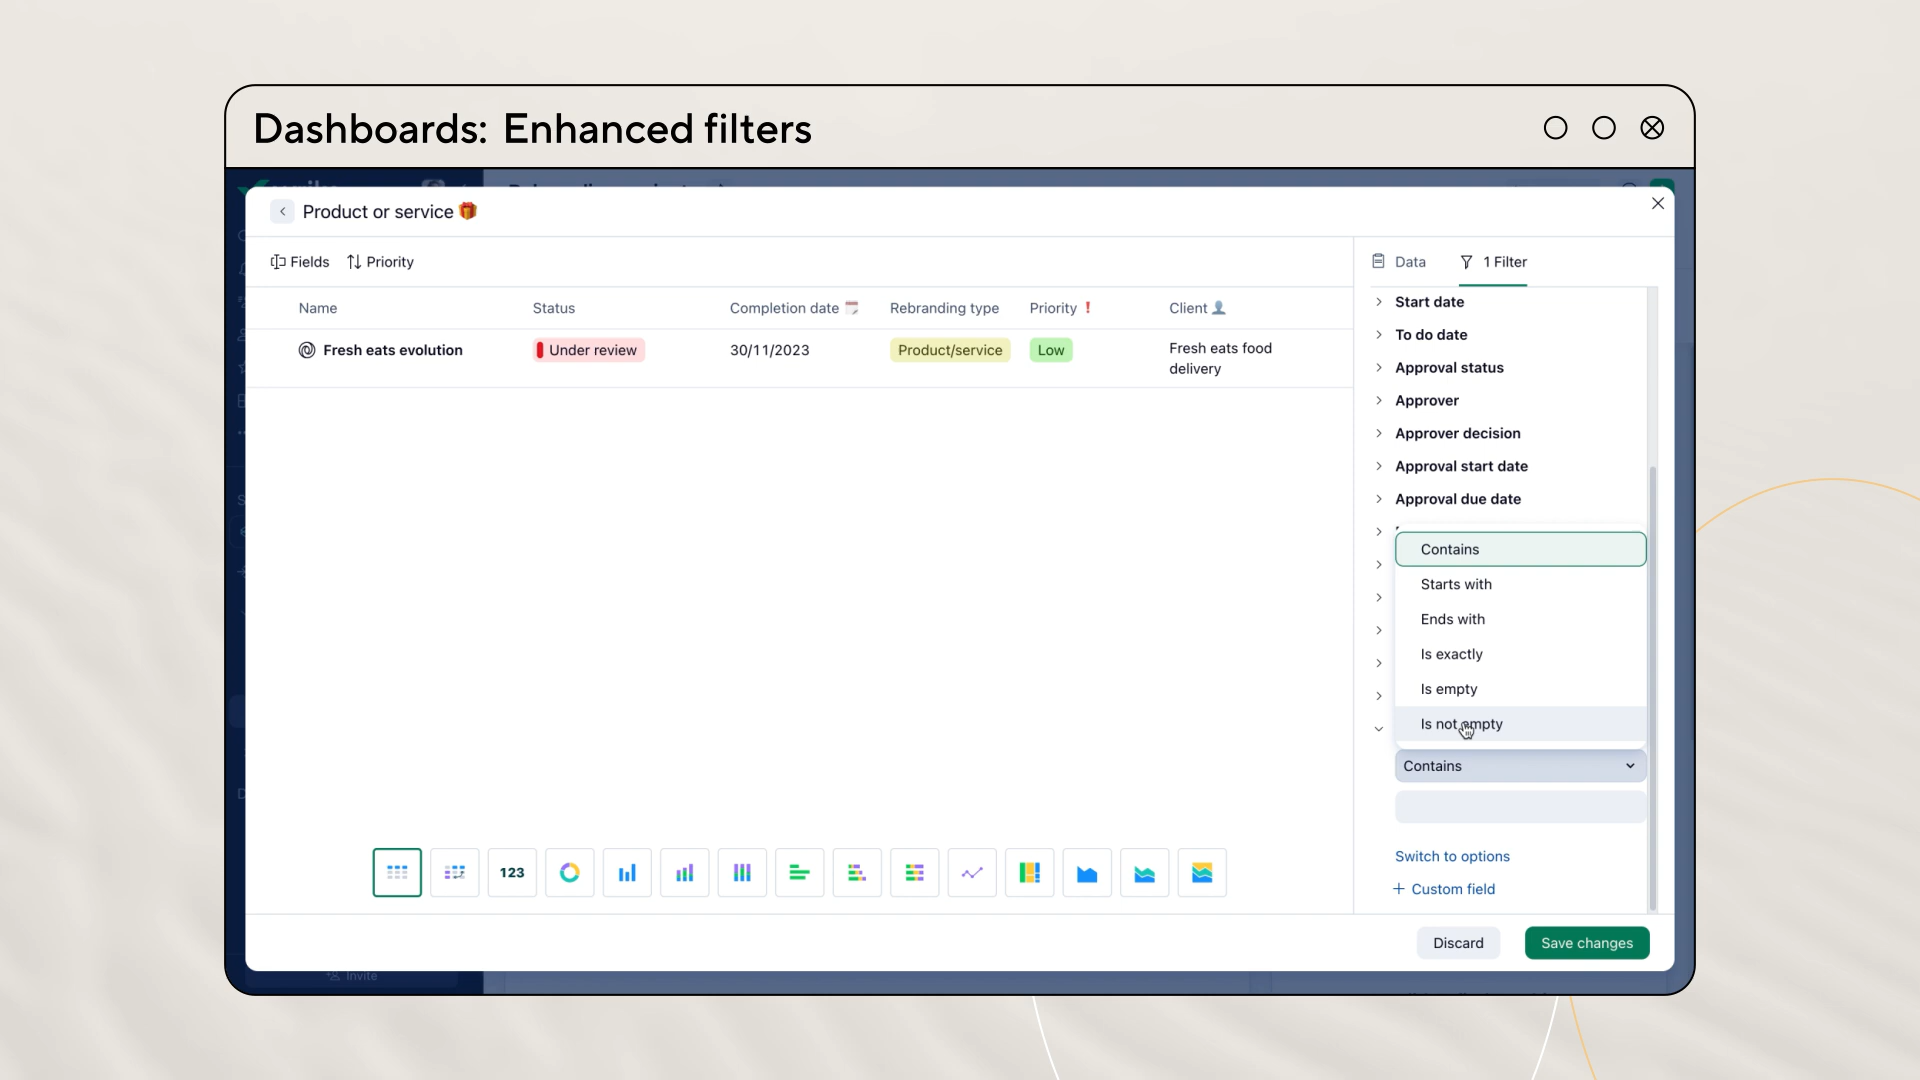 Dashboards: Enhanced filters
Product or service
Fields Priority
Data 1 Filter
Name Status Completion date Rebranding type Priority Client
Fresh eats evolution Under review 30/11/2023 Product/service Low Fresh eats food
delivery
Start date
To do date
Approval status
Approver
Approver decision
Approval start date
Approval due date
Contains
Starts with
Ends with
Is exactly
Is empty
Is not empty
Contains
Switch to options
+ Custom field
123
Discard Save changes
Invite